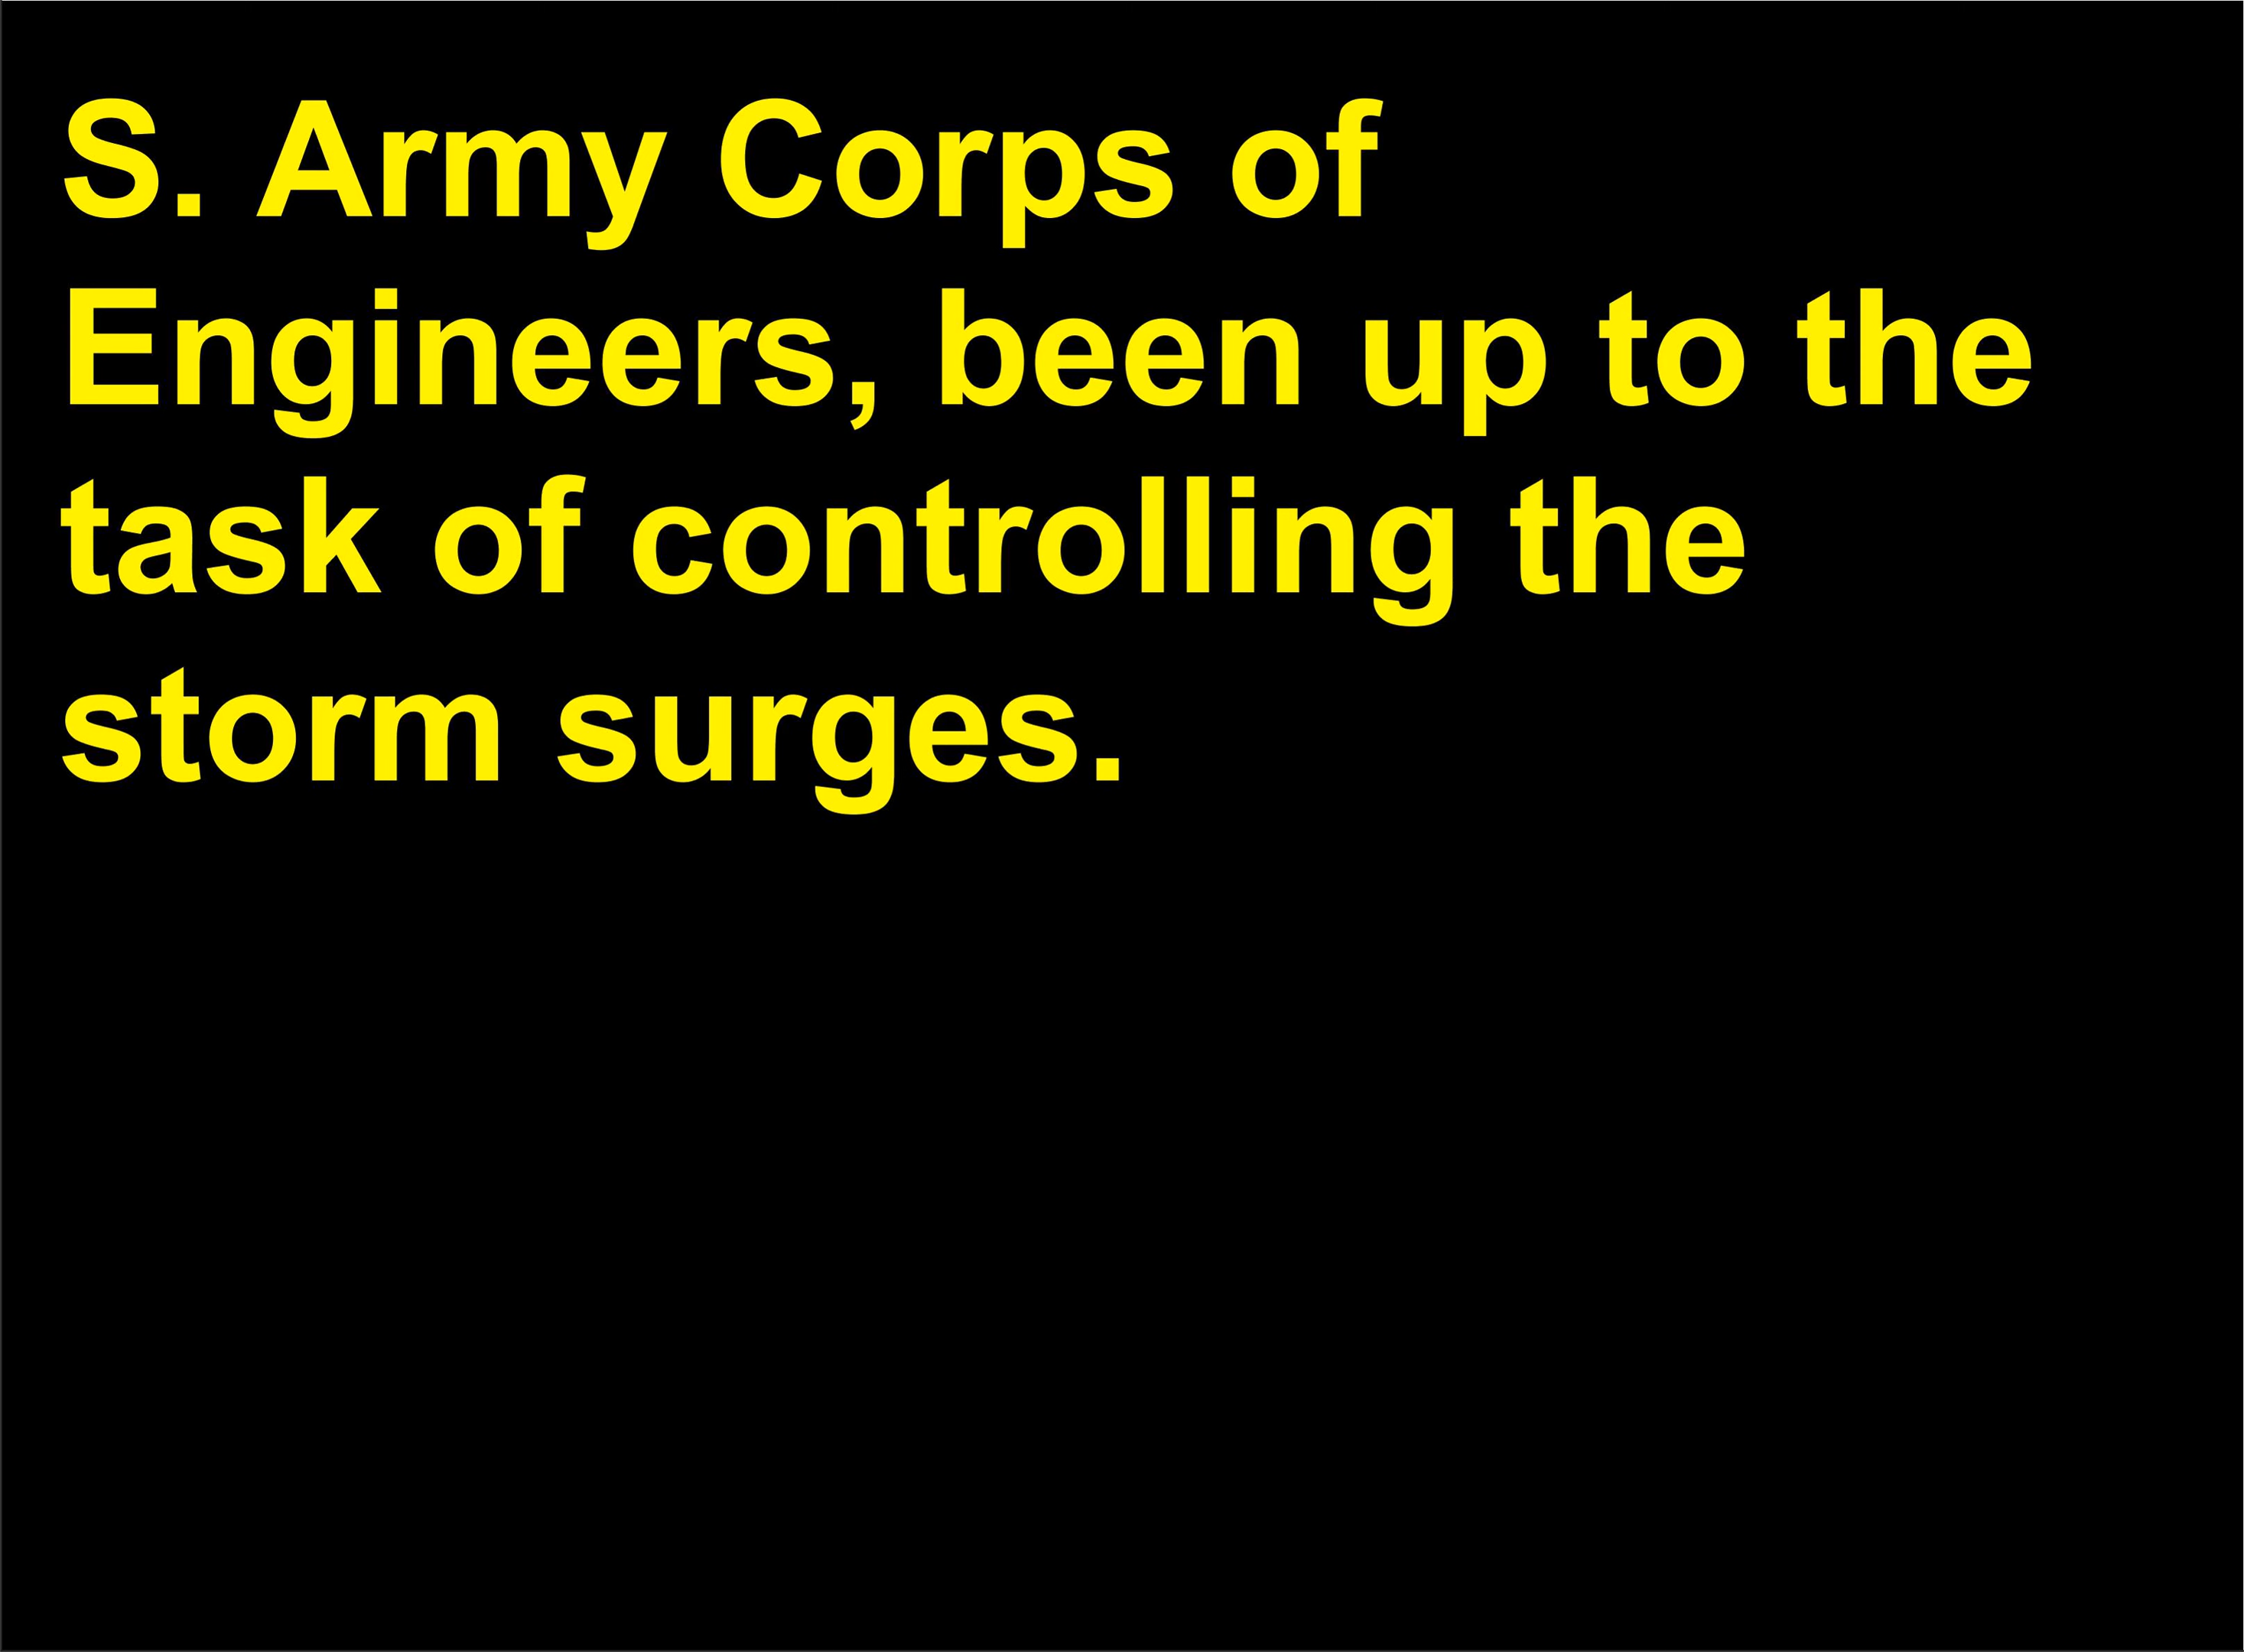 S. Army Corps of
Engineers, been up to the
task of controlling the
storm surges.